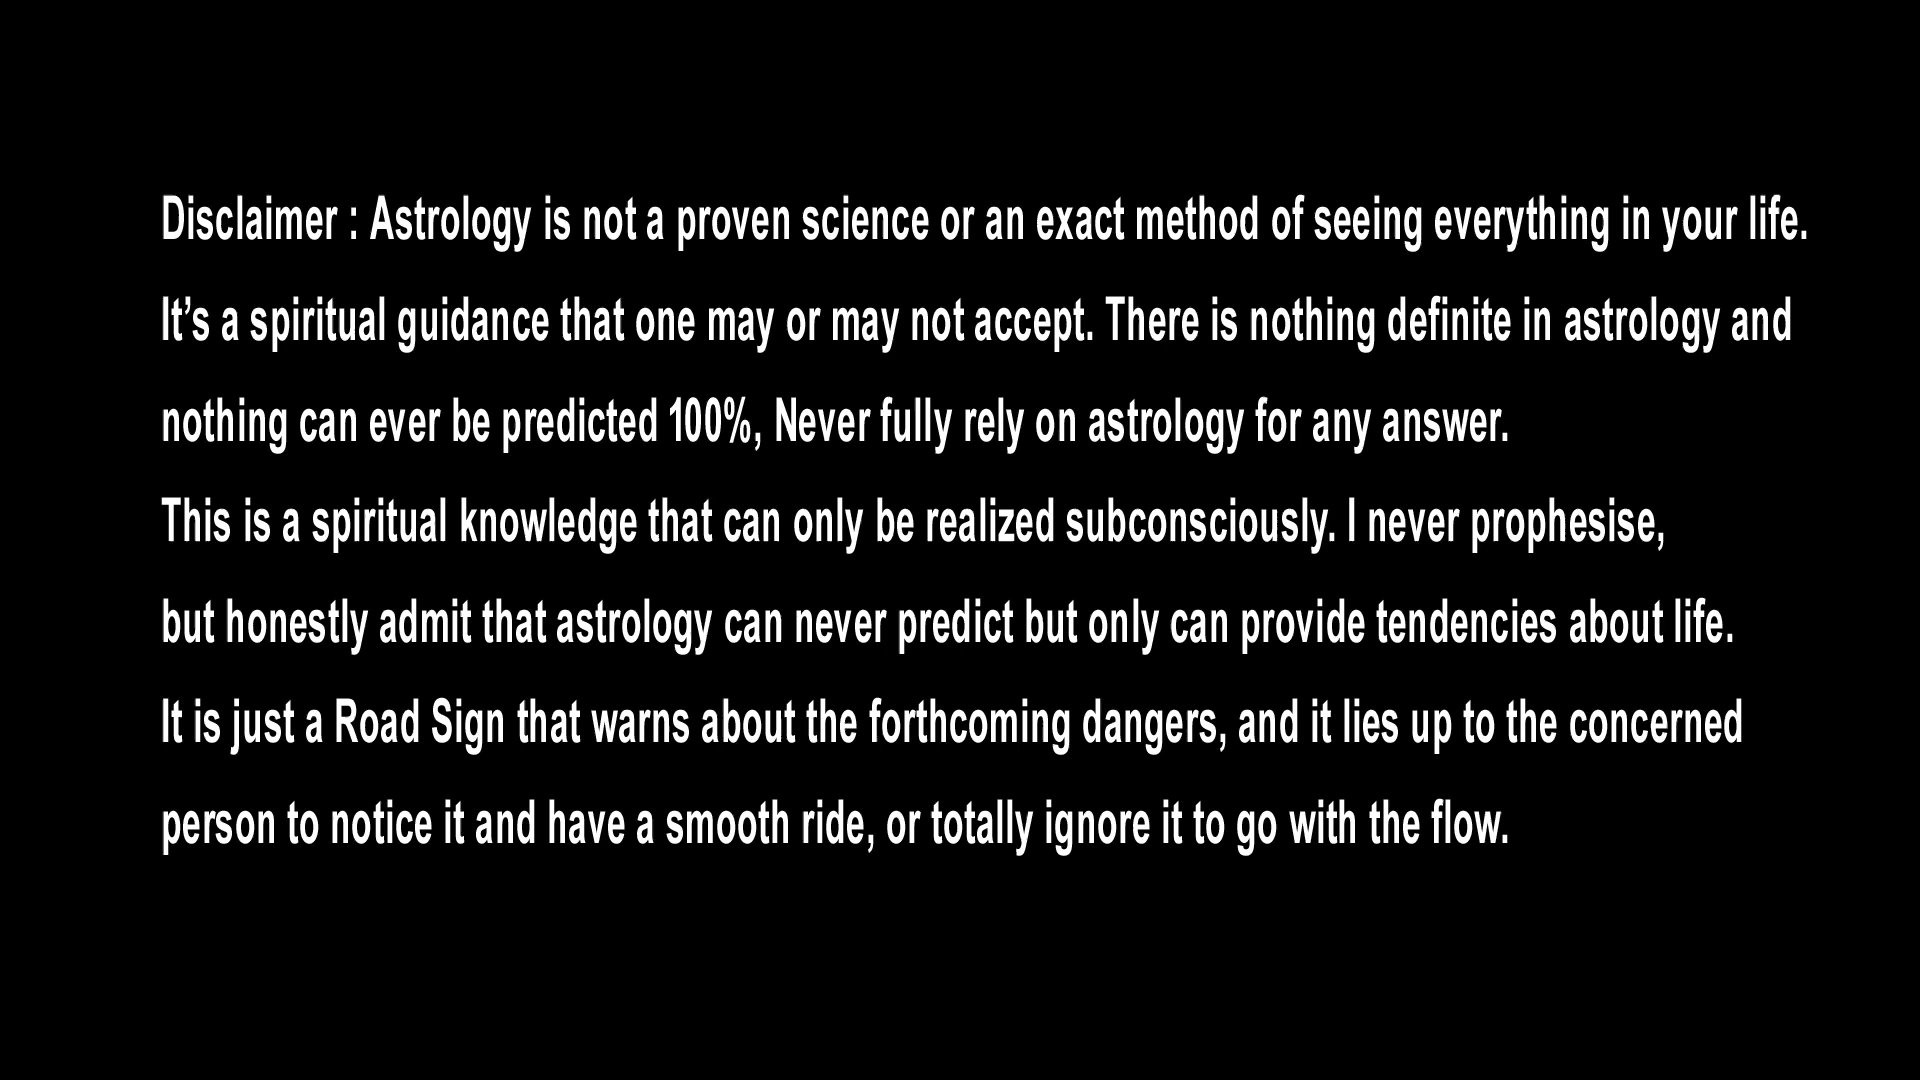 Disclaimer : Astrology is not a proven science or an exact method of seeing everything in your life.
It’s a spiritual guidance that one may or may not accept. There is nothing definite in astrology and
nothing can ever be predicted 100%, Never fully rely on astrology for any answer.
This is a spiritual knowledge that can only be realized subconsciously. I never prophesise,
but honestly admit that astrology can never predict but only can provide tendencies about life.
It is just a Road Sign that warns about the forthcoming dangers, and it lies up to the concerned
person to notice it and have a smooth ride, or totally ignore it to go with the flow.